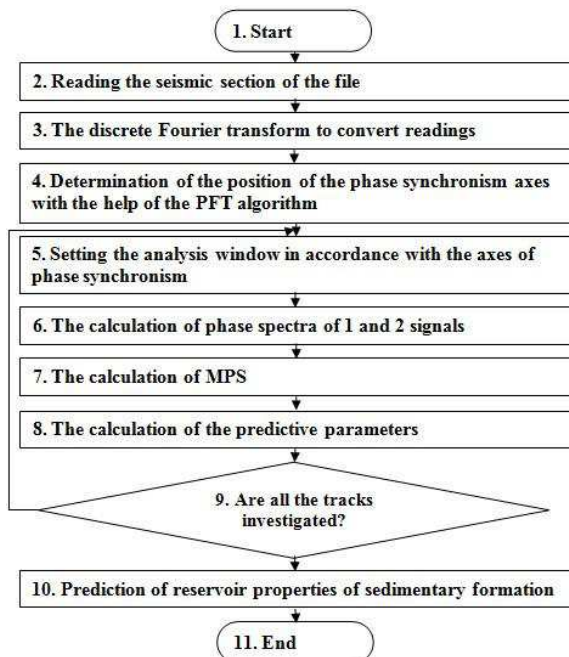 1. Start
2. Reading the seismic section of the file
3. The discrete Fourier transform to convert readings
4. Determination of the position of the phase synchronism axes
with the help of the PFT algorithm
5. Setting the analysis window in accordance with the axes of
phase synchronism
6. The calculation of phase spectra of 1 and 2 signals
7. The calculation of MPS
8. The calculation of the predictive parameters
9. Are all the tracks
investigated?
10. Prediction of reservoir properties of sedimentary formation
11. End